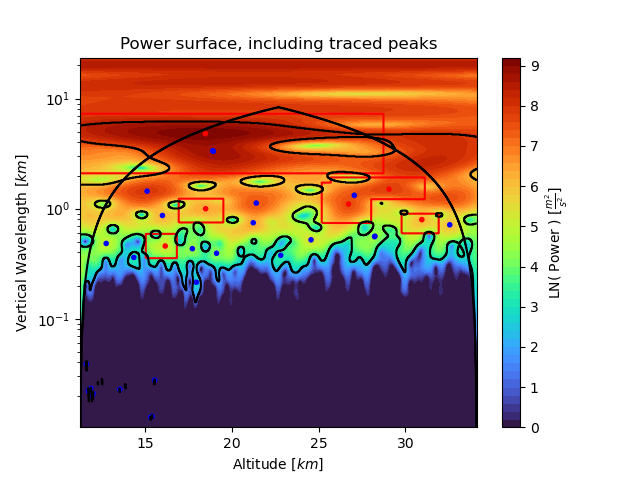 Power surface, including traced peaks
9
8
7
6
5
4
3
2
1
0
LN( Power ) [m²/s²]
10¹
10⁰
10⁻¹
Vertical Wavelength [km]
15 20 25 30
Altitude [km]